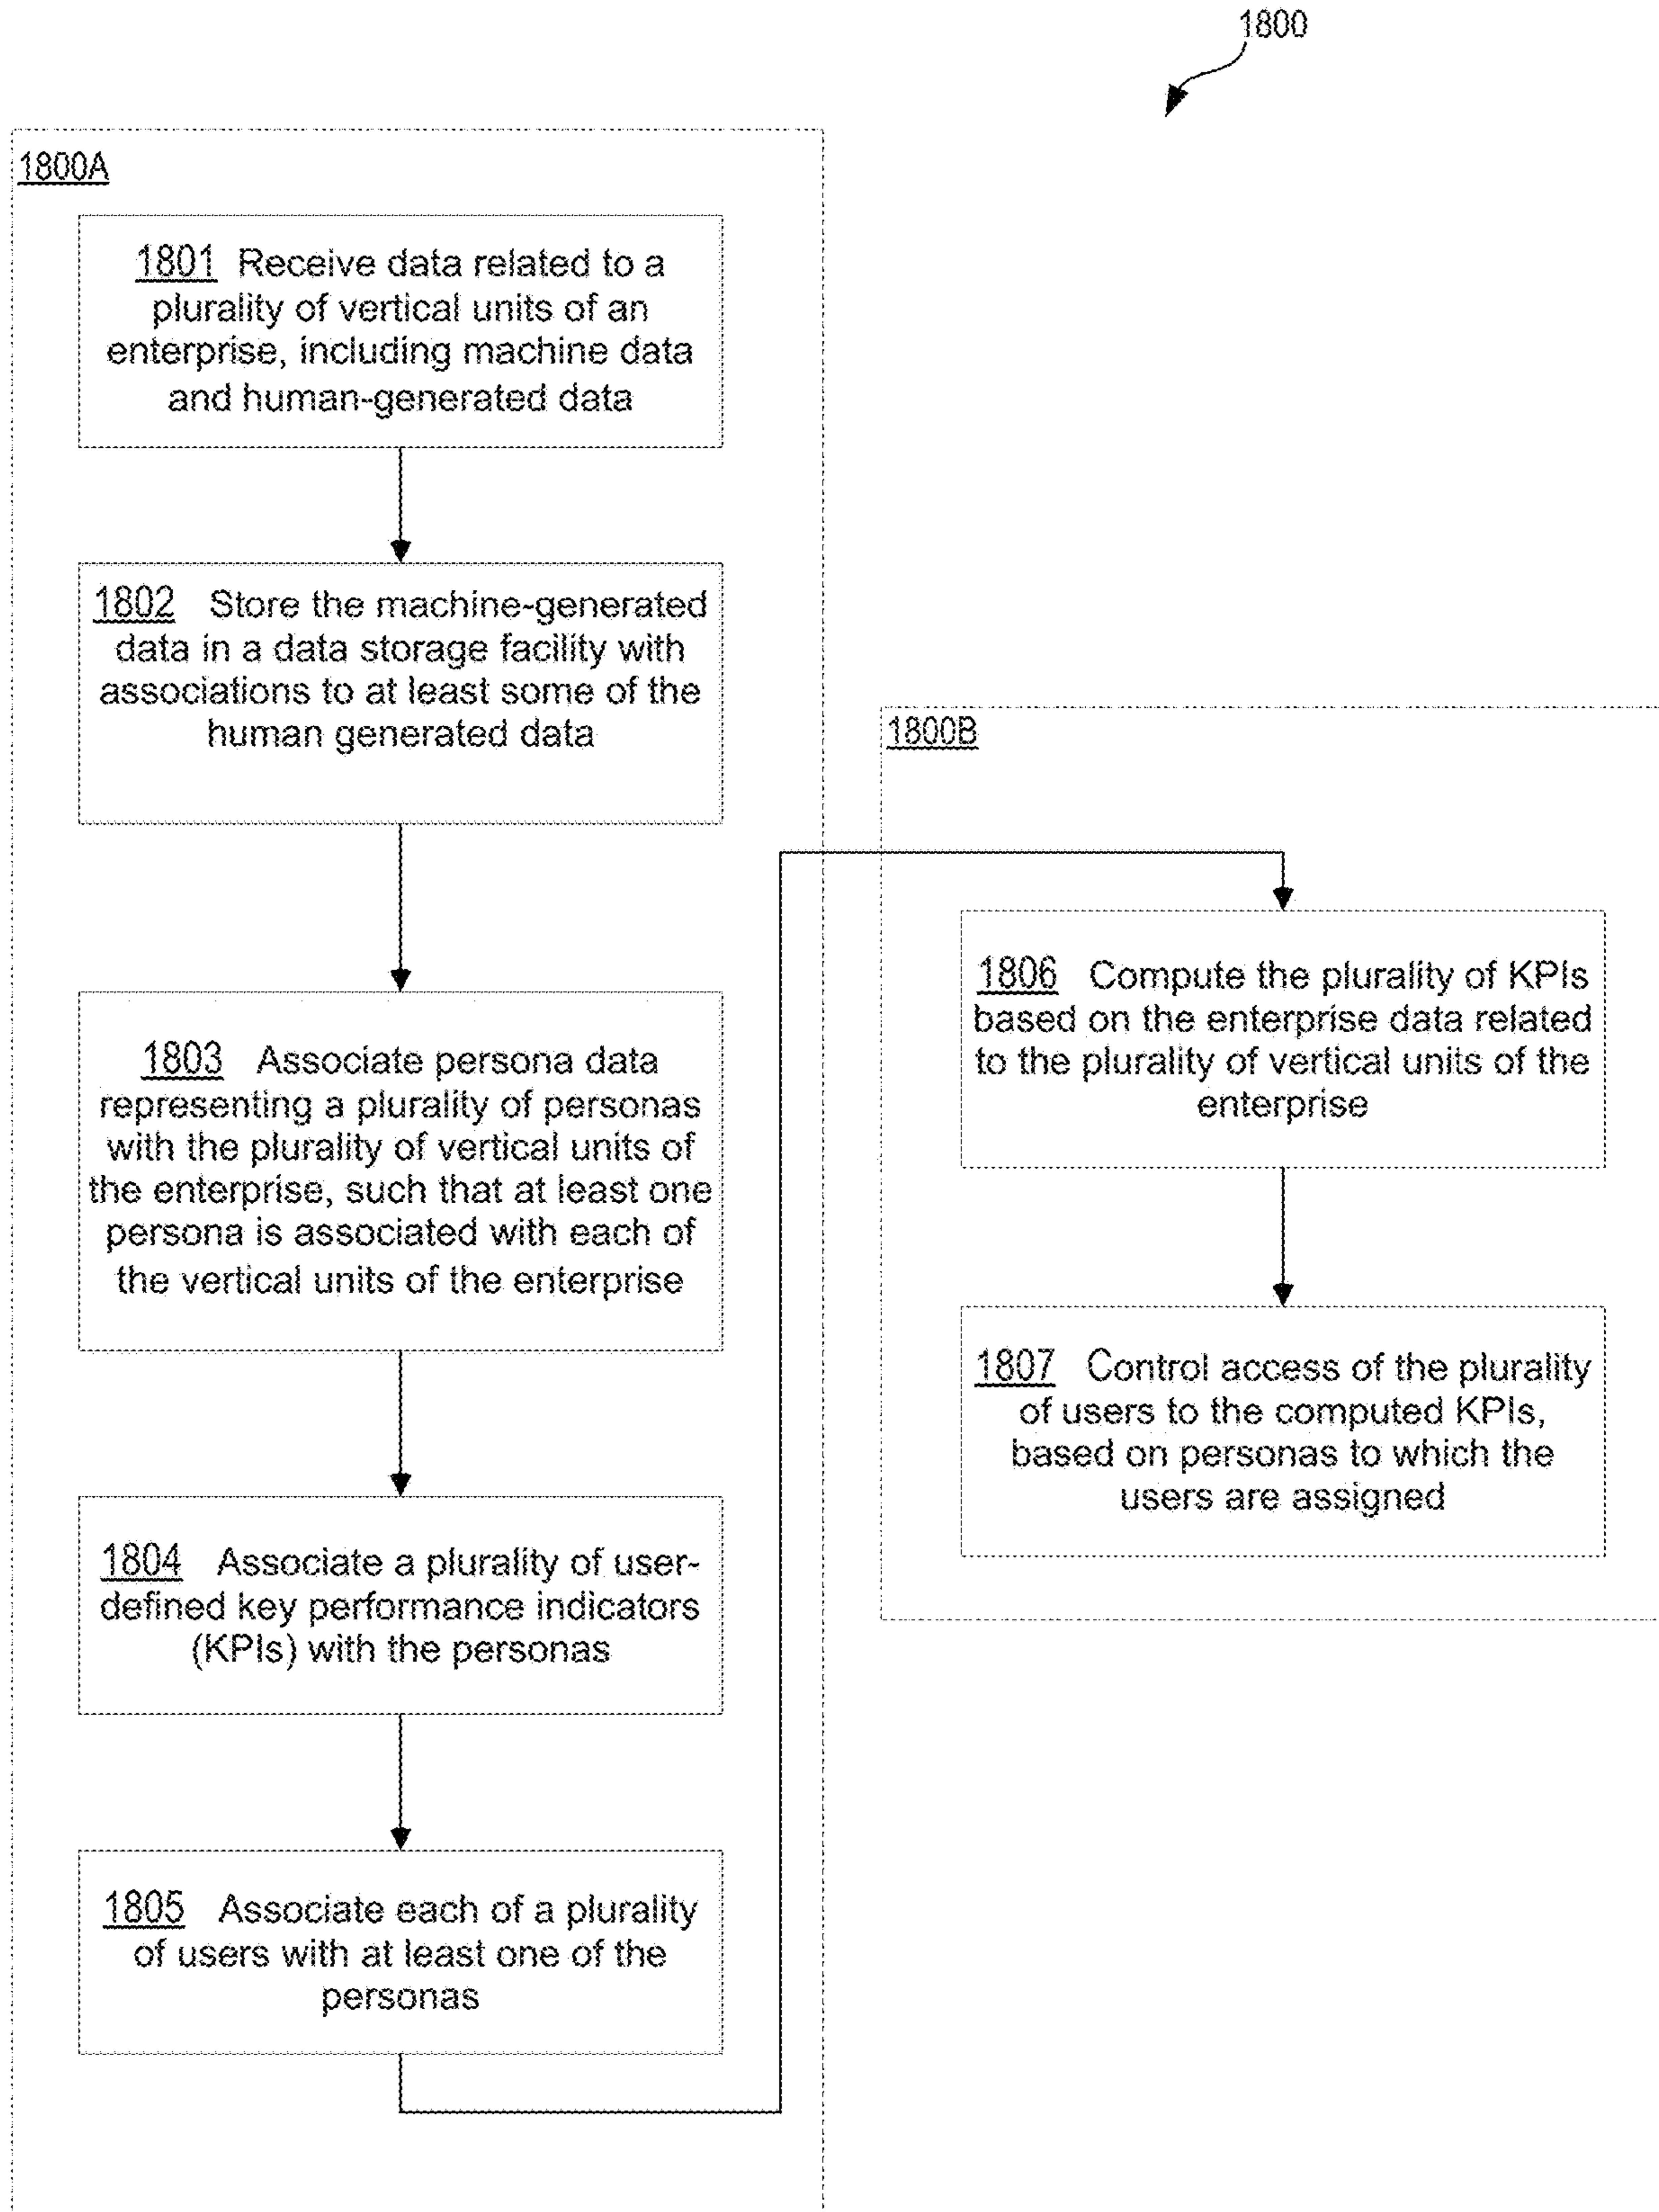 1800
1800A
1801 Receive data related to a
plurality of vertical units of an
enterprise, including machine data
and human-generated data
1802 Store the machine-generated
data in a data storage facility with
associations to at least some of the
human generated data
1803 Associate persona data
representing a plurality of personas
with the plurality of vertical units of
the enterprise, such that at least one
persona is associated with each of
the vertical units of the enterprise
1804 Associate a plurality of user-
defined key performance indicators
(KPIs) with the personas
1805 Associate each of a plurality
of users with at least one of the
personas
1800B
1806 Compute the plurality of KPIs
based on the enterprise data related
to the plurality of vertical units of the
enterprise
1807 Control access of the plurality
of users to the computed KPIs,
based on personas to which the
users are assigned